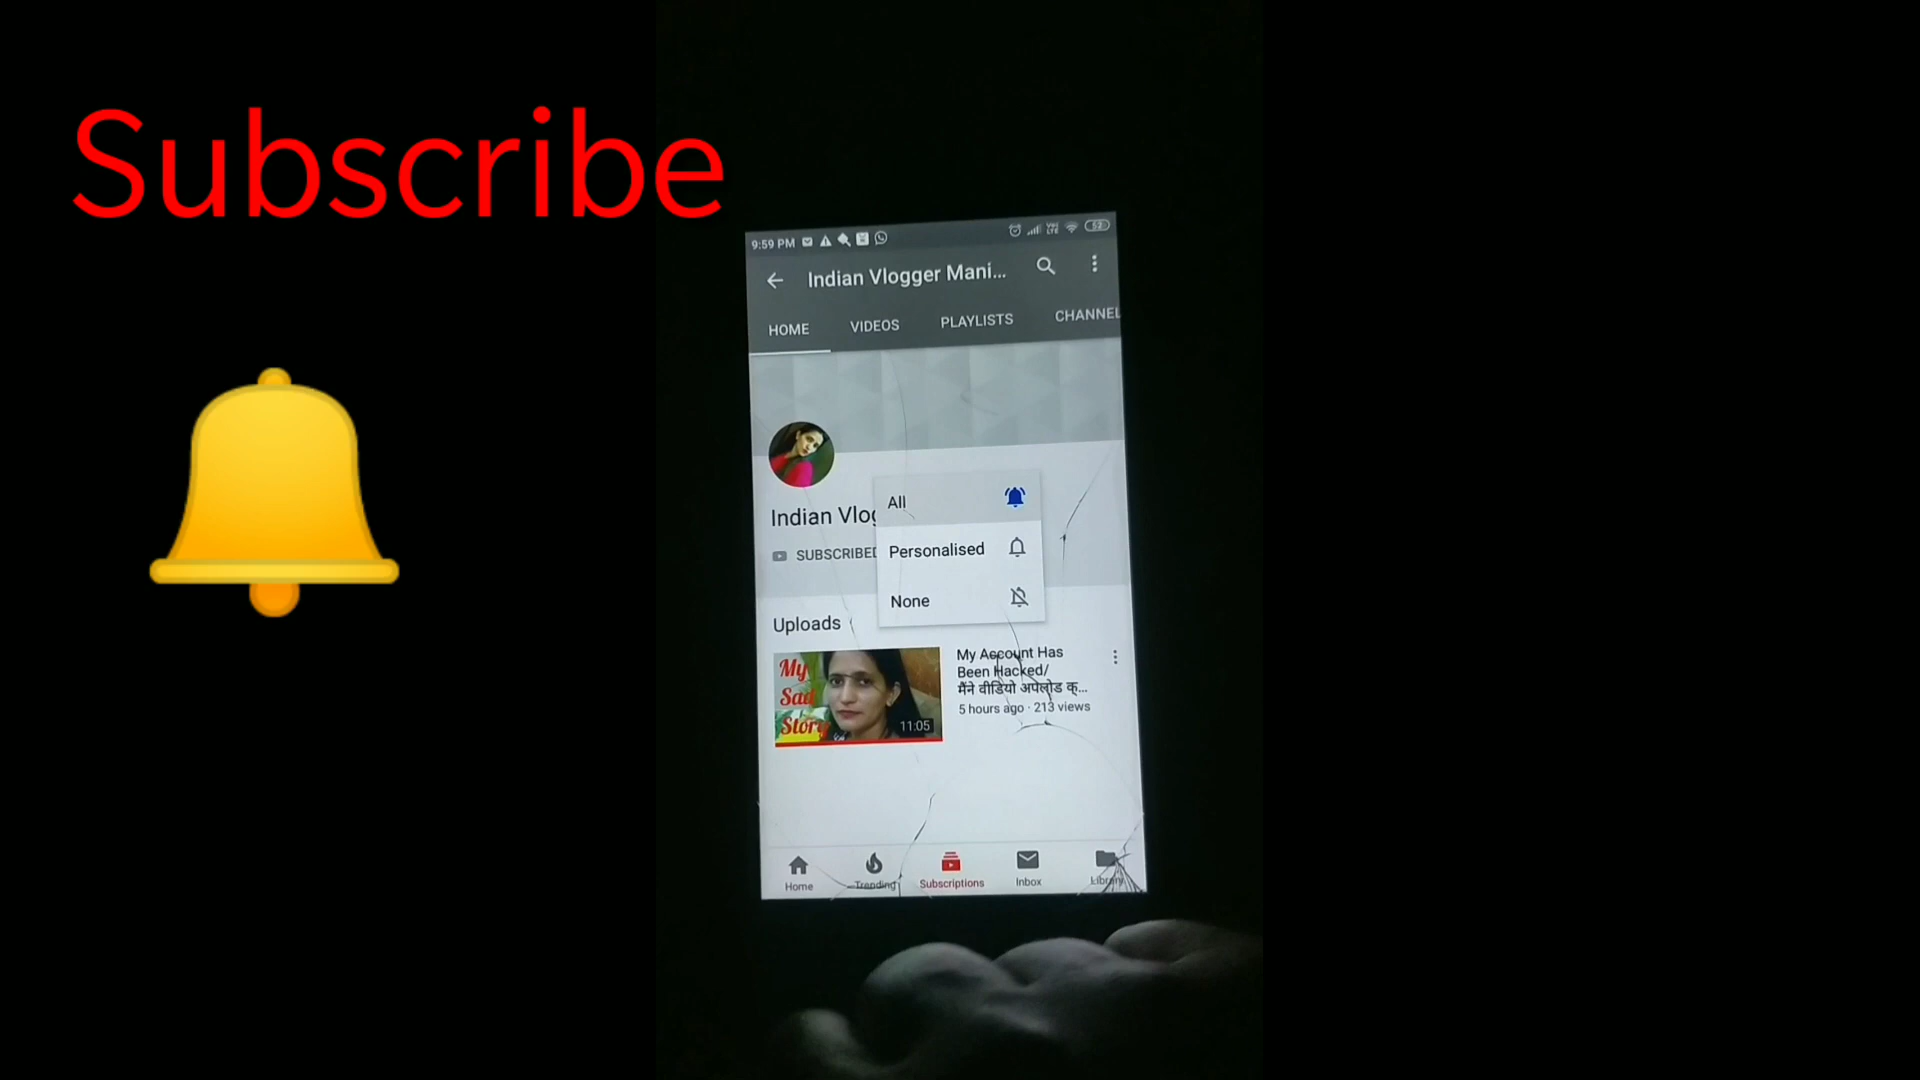 Subscribe
9:59 PM
52
Indian Vlogger Mani...
HOME
VIDEOS
PLAYLISTS
CHANNEL
All
Indian Vlog
SUBSCRIBED
Personalised
None
Uploads
My
Sad
Story
11:05
My Account Has
Been Hacked/
मैंने वीडियो अपलोड क्...
5 hours ago · 213 views
Home
Trending
Subscriptions
Inbox
Library